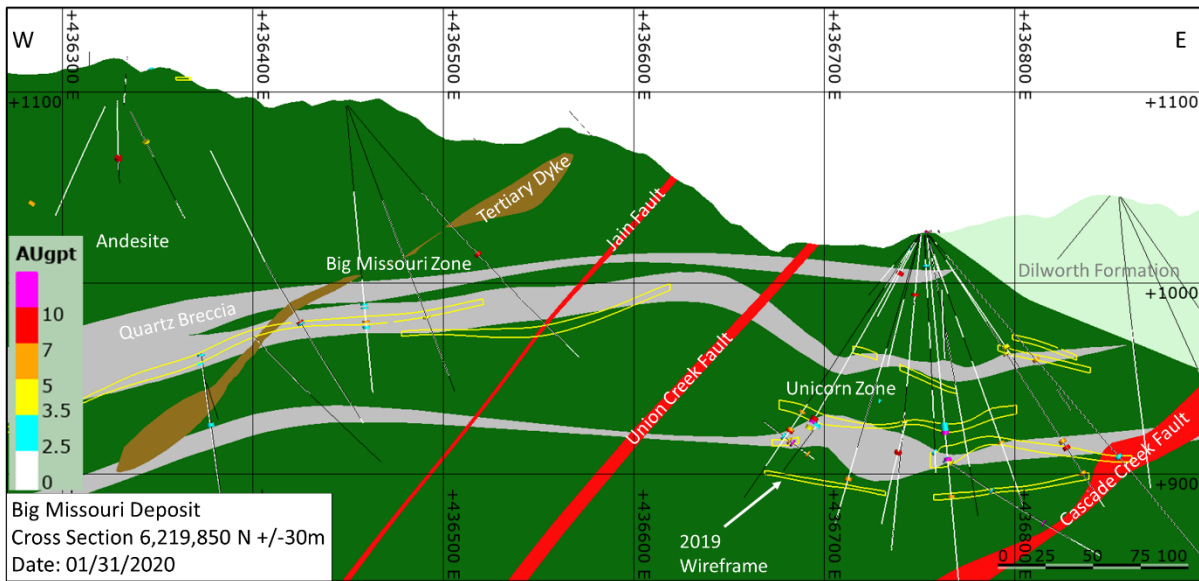 W
E
+436300 E
+436400 E
+436500 E
+436600 E
+436700 E
+436800 E
+1100
+1100
Tertiary Dyke
Jain Fault
Andesite
Big Missouri Zone
Dilworth Formation
+1000
Quartz Breccia
AUgpt
10
7
5
3.5
2.5
0
Unicorn Zone
Union Creek Fault
Cascade Creek Fault
+900
2019
Wireframe
Big Missouri Deposit
Cross Section 6,219,850 N +/-30m
Date: 01/31/2020
+436500 E
+436600 E
+436700 E
+436800 E
0 25 50 75 100